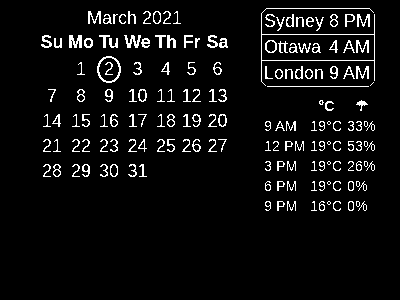 March 2021
Su Mo Tu We Th Fr Sa
1 2 3 4 5 6
7 8 9 10 11 12 13
14 15 16 17 18 19 20
21 22 23 24 25 26 27
28 29 30 31
Sydney 8 PM
Ottawa 4 AM
London 9 AM
°C ☂
9 AM 19°C 33%
12 PM 19°C 53%
3 PM 19°C 26%
6 PM 19°C 0%
9 PM 16°C 0%